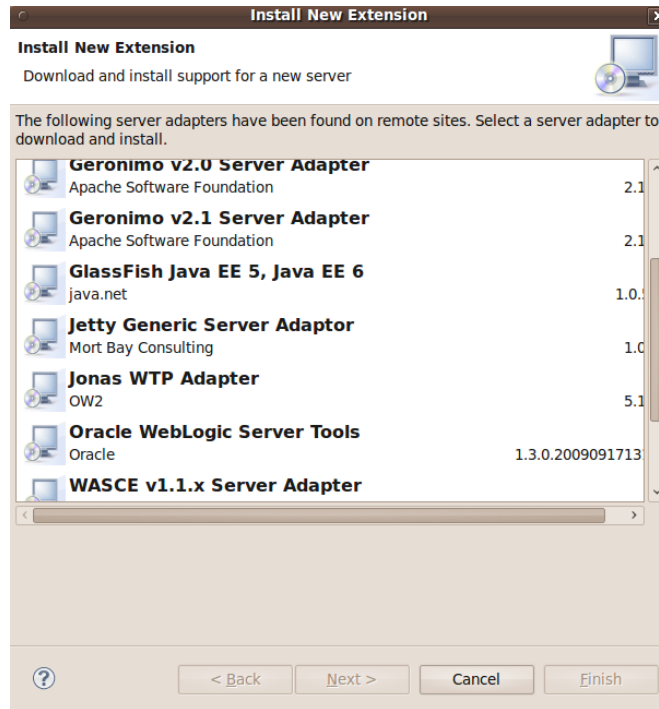 Install New Extension
Install New Extension
Download and install support for a new server
The following server adapters have been found on remote sites. Select a server adapter to
download and install.
Geronimo v2.0 Server Adapter
Apache Software Foundation 2.1
Geronimo v2.1 Server Adapter
Apache Software Foundation 2.1
GlassFish Java EE 5, Java EE 6
java.net 1.0.
Jetty Generic Server Adaptor
Mort Bay Consulting 1.0
Jonas WTP Adapter
OW2 5.1
Oracle WebLogic Server Tools
Oracle 1.3.0.2009091713
WASCE v1.1.x Server Adapter
? < Back Next > Cancel Finish